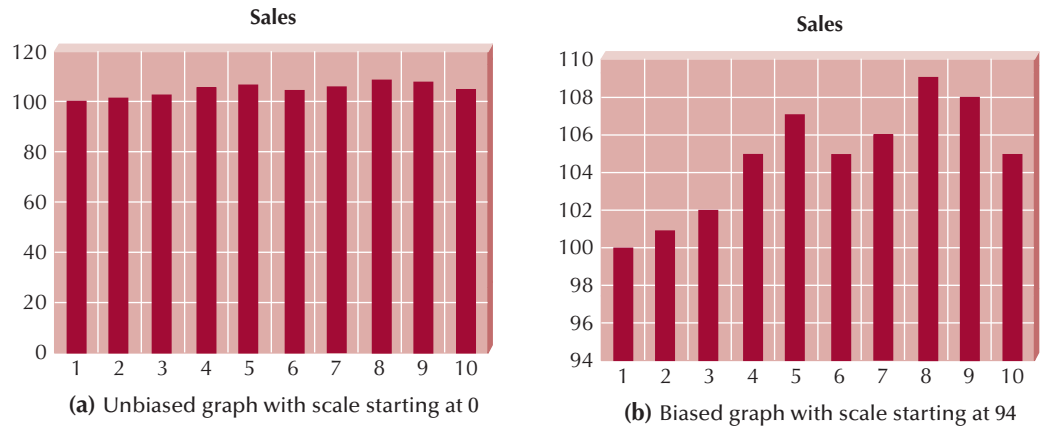 Sales
120
100
80
60
40
20
0
1 2 3 4 5 6 7 8 9 10
(a) Unbiased graph with scale starting at 0
Sales
110
108
106
104
102
100
98
96
94
1 2 3 4 5 6 7 8 9 10
(b) Biased graph with scale starting at 94